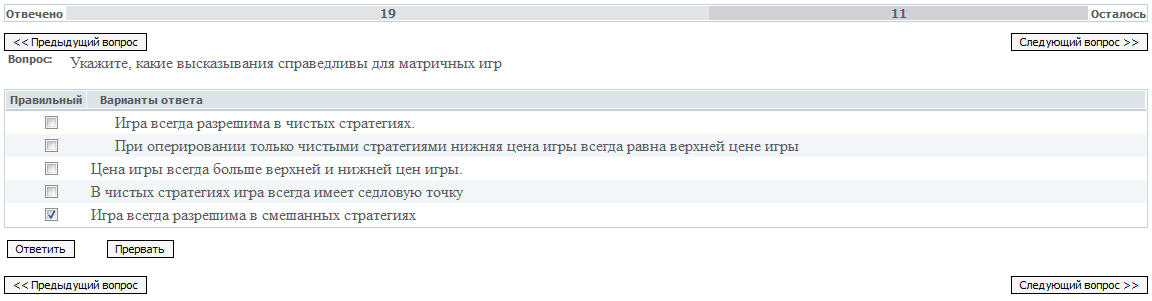 Отвечено 19 11 Осталось
<< Предыдущий вопрос Следующий вопрос >>
Вопрос: Укажите, какие высказывания справедливы для матричных игр
Правильный Варианты ответа
Игра всегда разрешима в чистых стратегиях.
При оперировании только чистыми стратегиями нижняя цена игры всегда равна верхней цене игры
Цена игры всегда больше верхней и нижней цен игры.
В чистых стратегиях игра всегда имеет седловую точку
Игра всегда разрешима в смешанных стратегиях
Ответить Прервать
<< Предыдущий вопрос Следующий вопрос >>